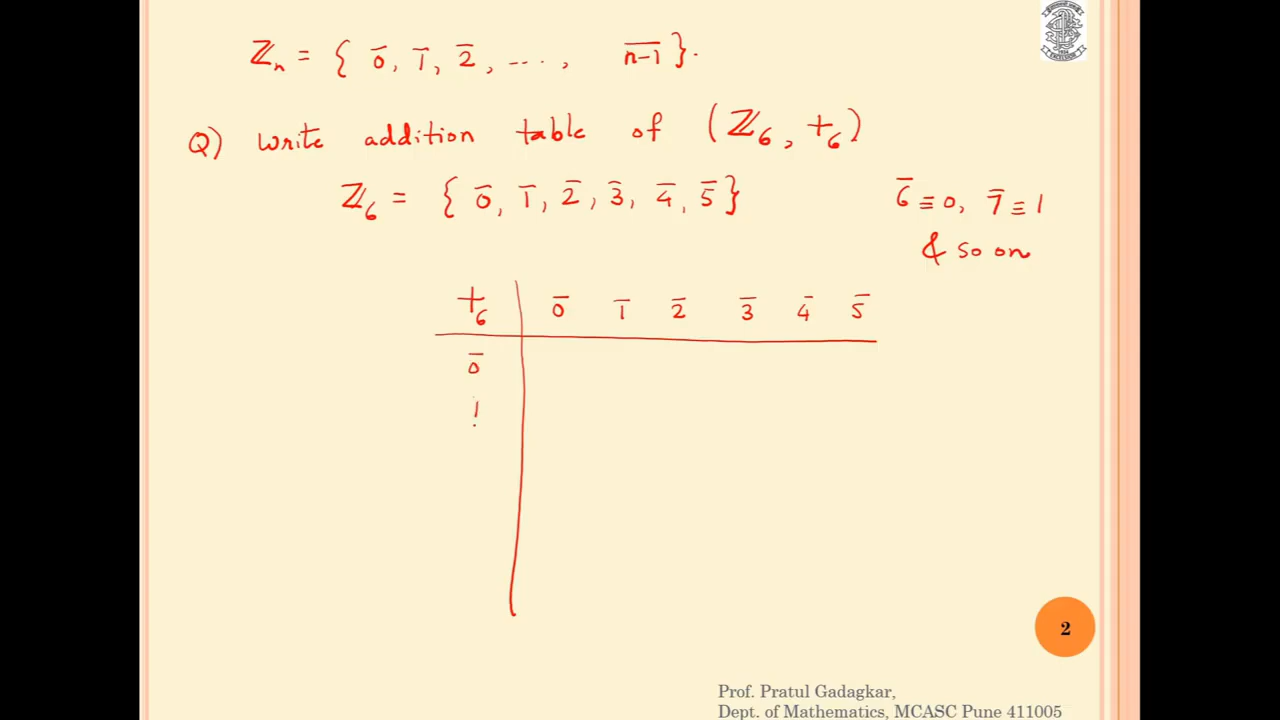 ℤₙ = { 0̄, 1̄, 2̄, ...., n̅-̅1̅ }.
Q) write addition table of (ℤ₆, +₆)
ℤ₆ = { 0̄, 1̄, 2̄, 3̄, 4̄, 5̄ } 6̄ ≡ 0, 7̄ ≡ 1
& so on
+₆ 0̄ 1̄ 2̄ 3̄ 4̄ 5̄
0̄
1
2
Prof. Pratul Gadagkar,
Dept. of Mathematics, MCASC Pune 411005